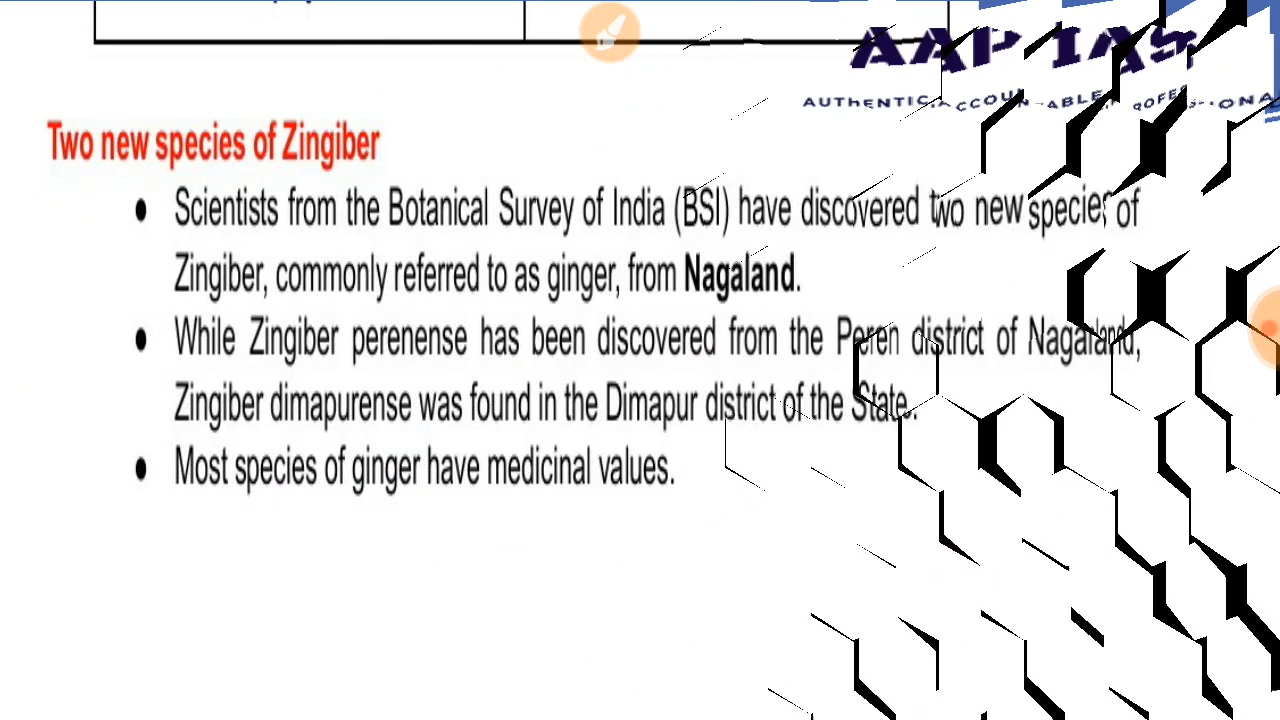 AAP IAS
Two new species of Zingiber
• Scientists from the Botanical Survey of India (BSI) have discovered two new species of
Zingiber, commonly referred to as ginger, from Nagaland.
• While Zingiber perenense has been discovered from the Peren district of Nagaland,
Zingiber dimapurense was found in the Dimapur district of the State.
• Most species of ginger have medicinal values.